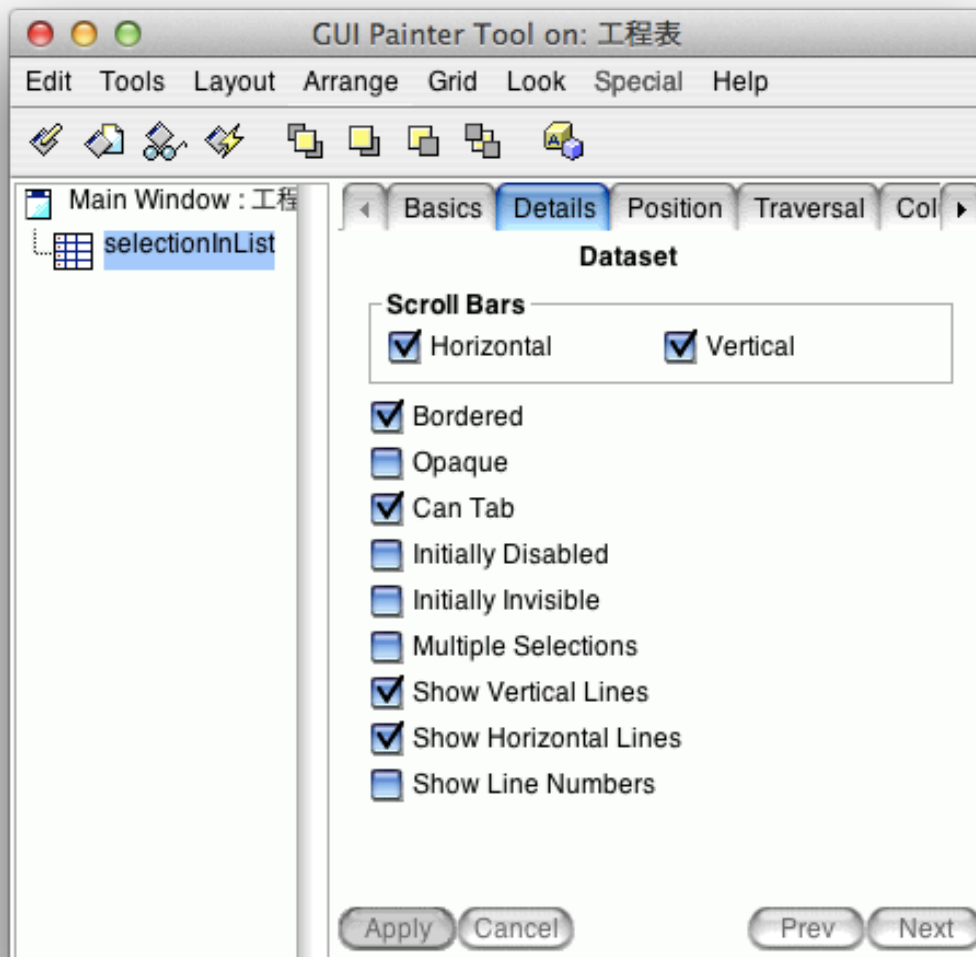 GUI Painter Tool on: 工程表
Edit Tools Layout Arrange Grid Look Special Help
Main Window : 工程
selectionInList
Basics Details Position Traversal Col
Dataset
Scroll Bars
Horizontal Vertical
Bordered
Opaque
Can Tab
Initially Disabled
Initially Invisible
Multiple Selections
Show Vertical Lines
Show Horizontal Lines
Show Line Numbers
Apply Cancel Prev Next